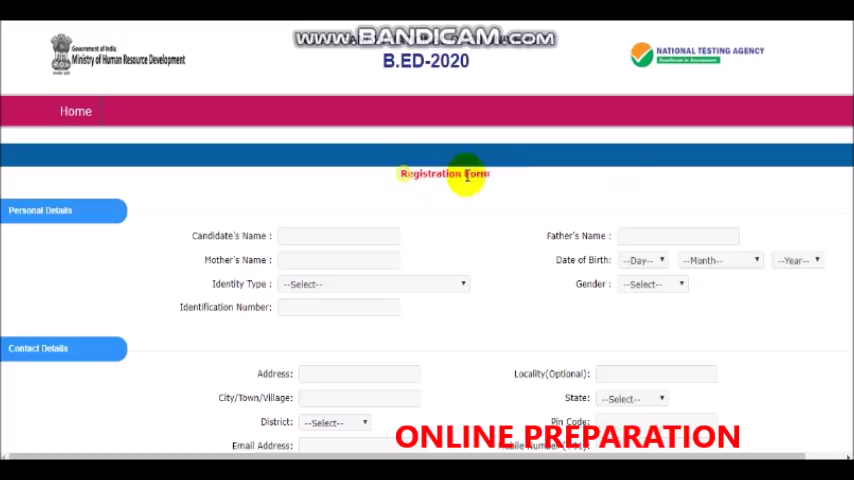 www.BANDICAM.com
Government of India
Ministry of Human Resource Development
B.ED-2020
NATIONAL TESTING AGENCY
Excellence in Assessment
Home
Registration Form
Personal Details
Candidate's Name :
Father's Name :
Mother's Name :
Date of Birth: --Day-- --Month-- --Year--
Identity Type : --Select--
Gender : --Select--
Identification Number:
Contact Details
Address:
Locality(Optional):
City/Town/Village:
State: --Select--
District: --Select--
Pin Code:
Email Address:
Mobile Number
ONLINE PREPARATION